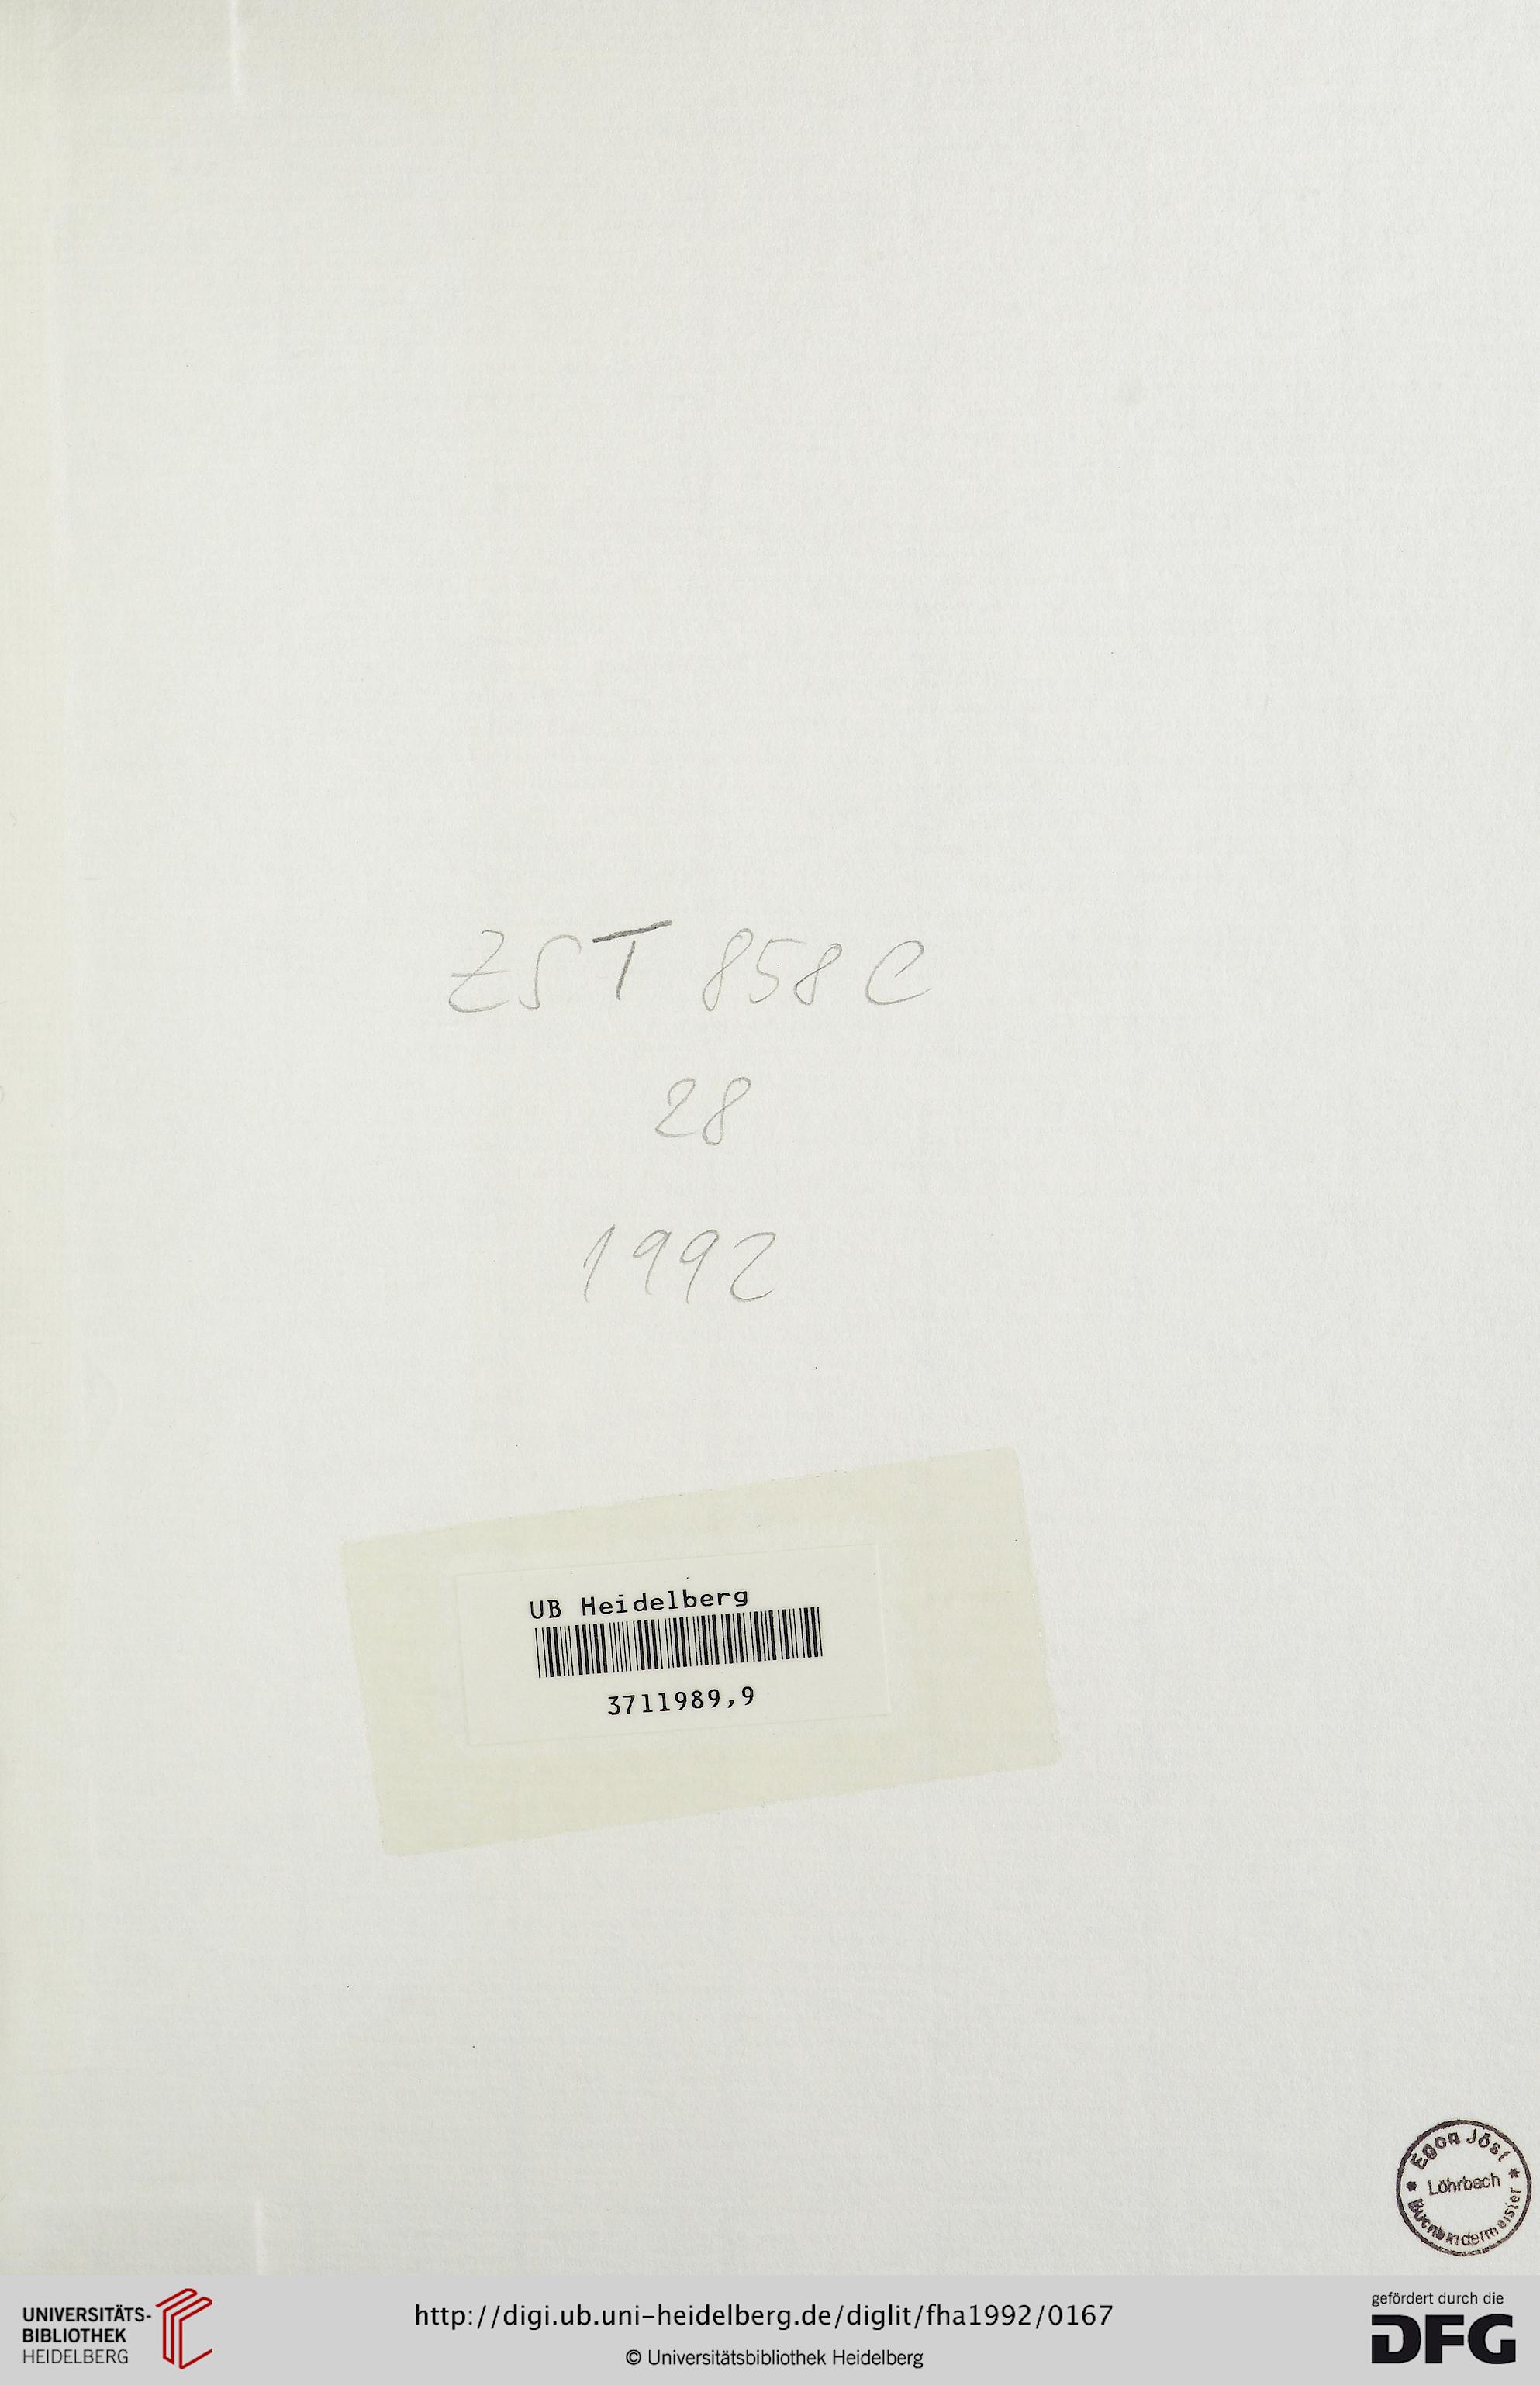 ZST 858 C
28
1992
UB Heidelberg
3711989,9
Egon Jöst
* Löhrbach *
Buchbindermeister
UNIVERSITÄTS-
BIBLIOTHEK
HEIDELBERG
http://digi.ub.uni-heidelberg.de/diglit/fha1992/0167
© Universitätsbibliothek Heidelberg
gefördert durch die
DFG